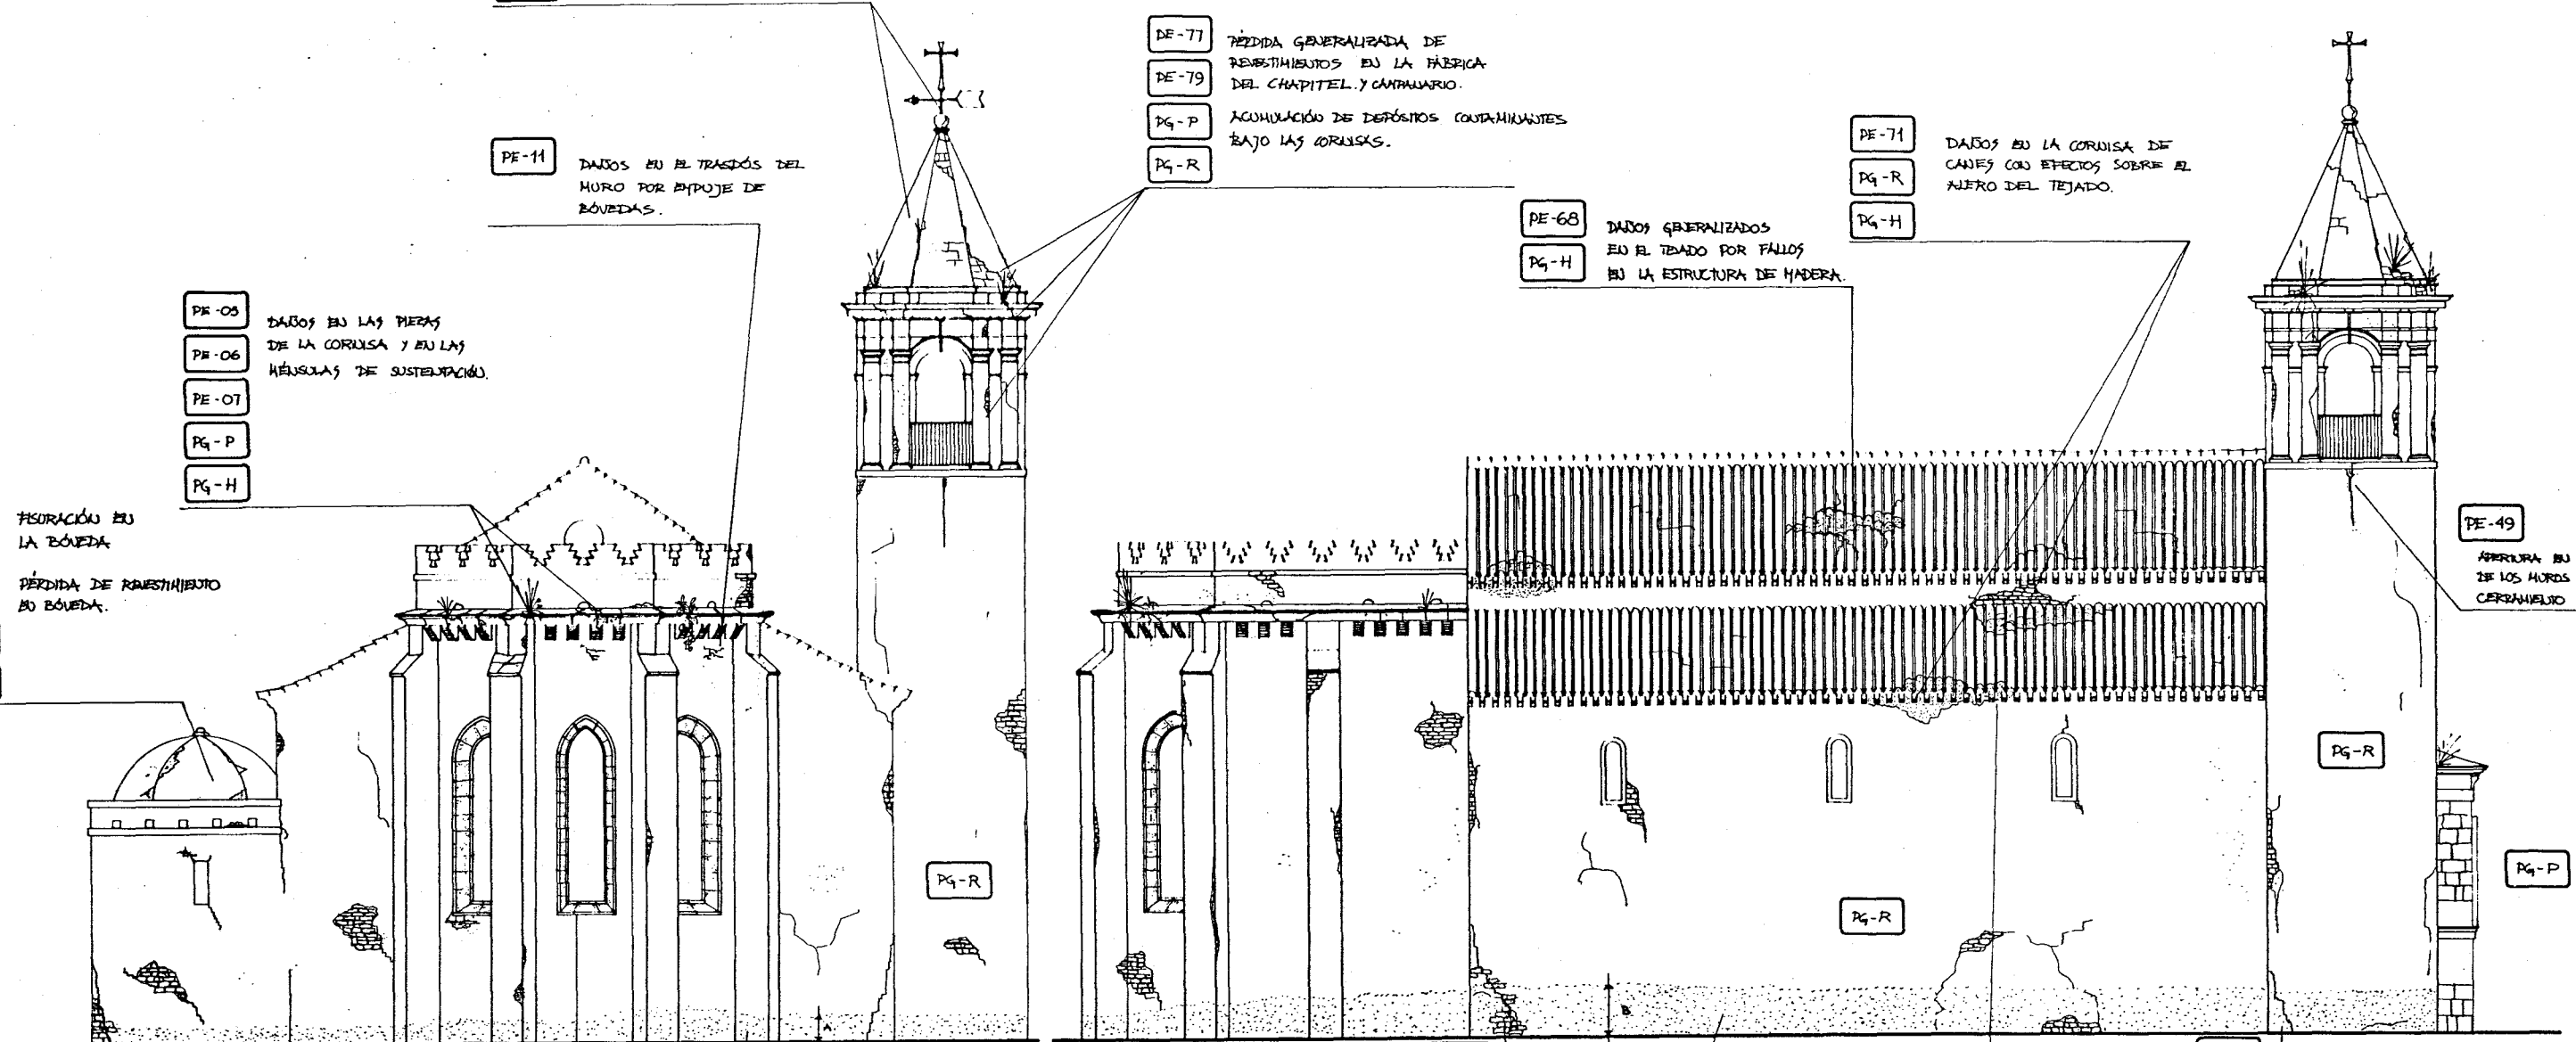 DE-77
PE-79
PG-P
PG-R
PÉRDIDA GENERALIZADA DE
REVESTIMIENTOS EN LA FÁBRICA
DEL CHAPITEL. Y CAMPANARIO.
ACUMULACIÓN DE DEPÓSITOS CONTAMINANTES
BAJO LAS CORNISAS.
PE-11
DAÑOS EN EL TRASDÓS DEL
MURO POR EMPUJE DE
BÓVEDAS.
PE-71
PG-R
PG-H
DAÑOS EN LA CORNISA DE
CANES CON EFECTOS SOBRE EL
ALERO DEL TEJADO.
PE-68
PG-H
DAÑOS GENERALIZADOS
EN EL TEJADO POR FALLOS
EN LA ESTRUCTURA DE MADERA.
PE-05
PE-06
PE-07
PG-P
PG-H
DAÑOS EN LAS PIEZAS
DE LA CORNISA Y EN LAS
MÉNSULAS DE SUSTENTACIÓN.
FISURACIÓN EN
LA BÓVEDA
PÉRDIDA DE REVESTIMIENTO
EN BÓVEDA.
PE-49
APERTURA EN
DE LOS MUROS
CERRAMIENTO
PG-R
PG-R
PG-R
PG-P
A
B